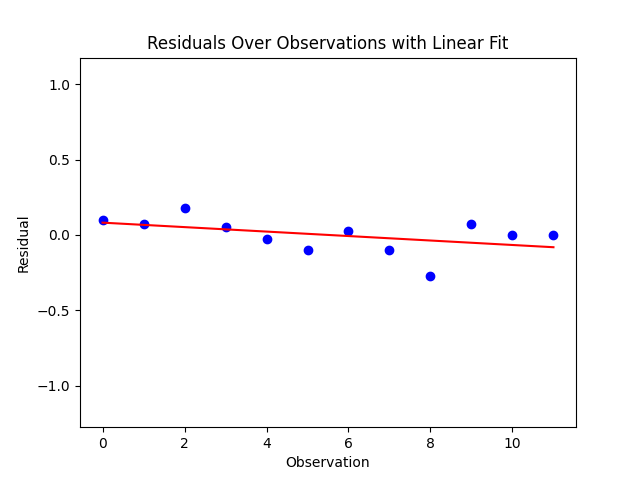 Residuals Over Observations with Linear Fit
1.0
0.5
0.0
−0.5
−1.0
Residual
0 2 4 6 8 10
Observation